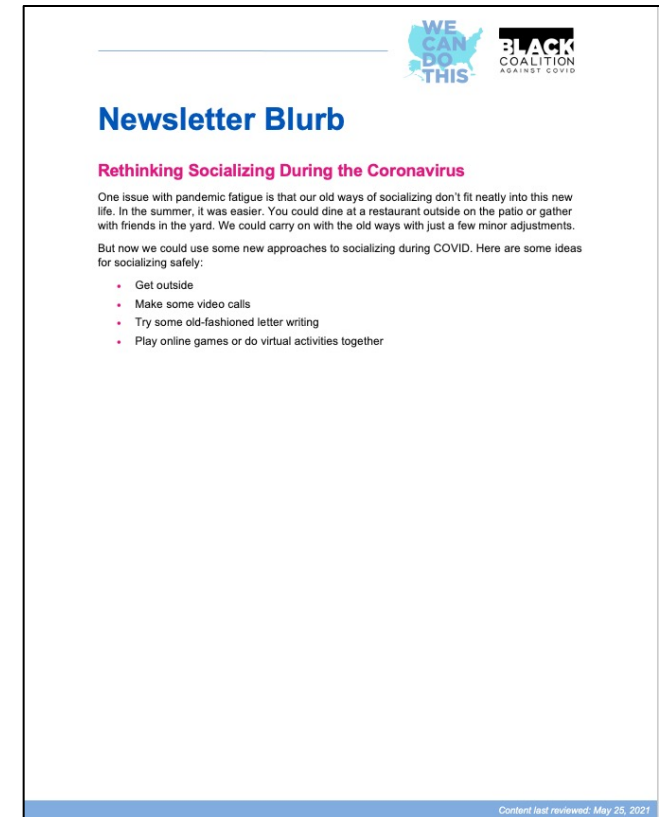 WE
CAN
DO
THIS
BLACK
COALITION
AGAINST COVID
Newsletter Blurb
Rethinking Socializing During the Coronavirus
One issue with pandemic fatigue is that our old ways of socializing don’t fit neatly into this new
life. In the summer, it was easier. You could dine at a restaurant outside on the patio or gather
with friends in the yard. We could carry on with the old ways with just a few minor adjustments.
But now we could use some new approaches to socializing during COVID. Here are some ideas
for socializing safely:
• Get outside
• Make some video calls
• Try some old-fashioned letter writing
• Play online games or do virtual activities together
Content last reviewed: May 25, 2021